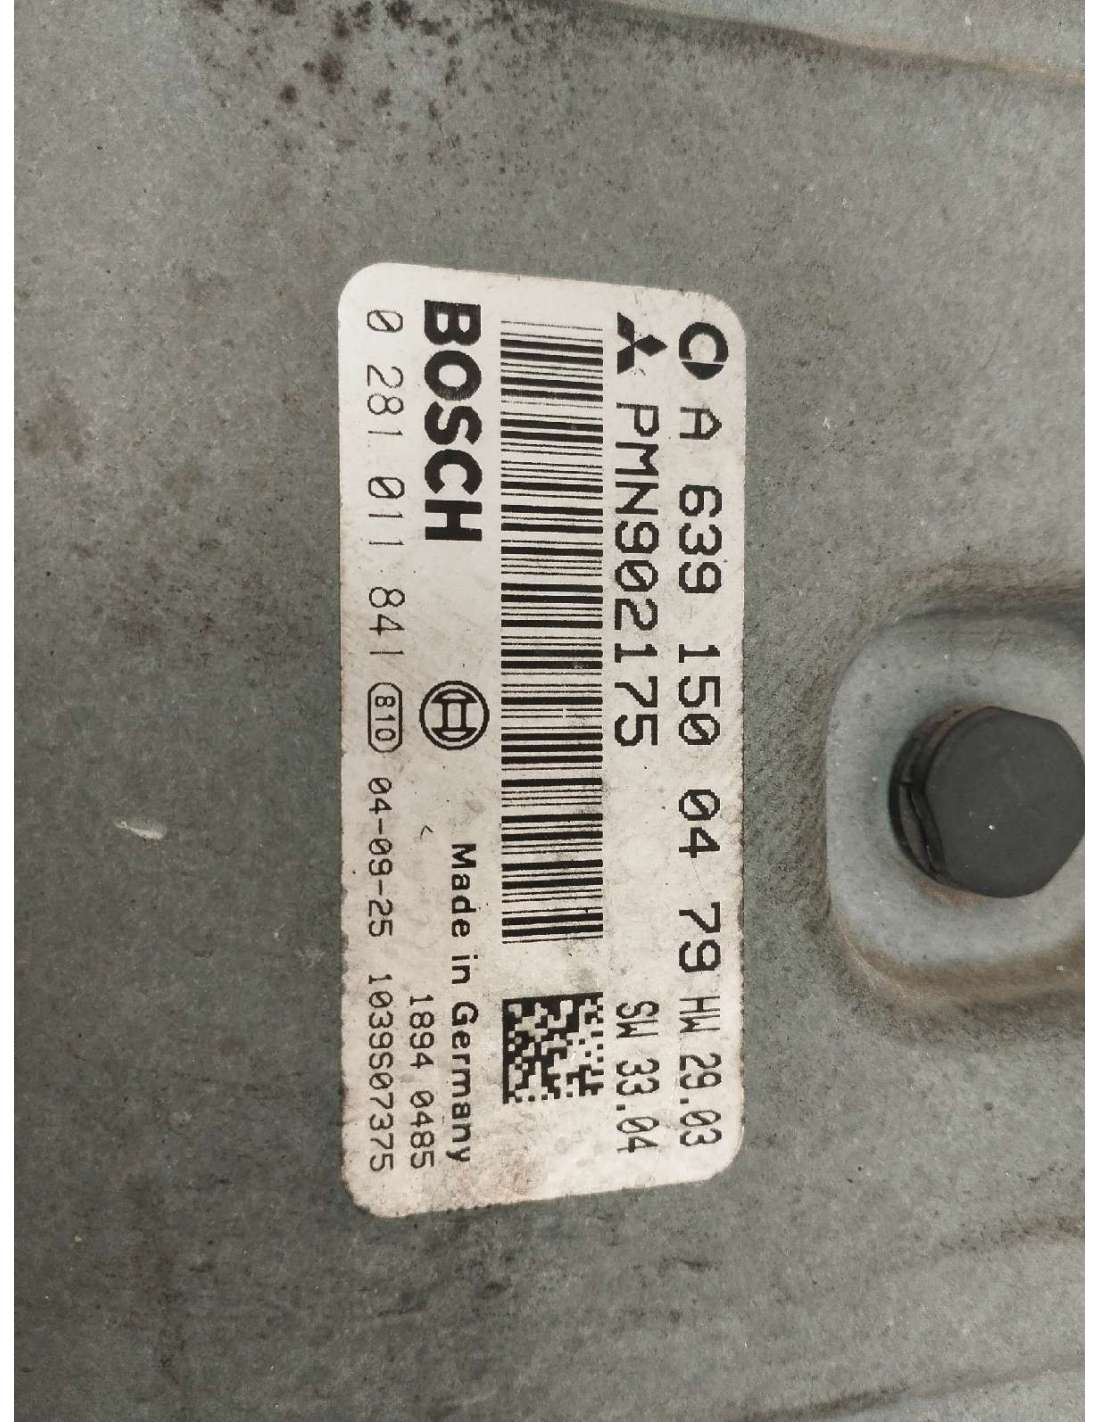 A 639 150 04 79 HW 29.03
PMN902175 SW 33.04
BOSCH Made in Germany
1894 0485
0 281 011 841 810 04-09-25 1039S07375